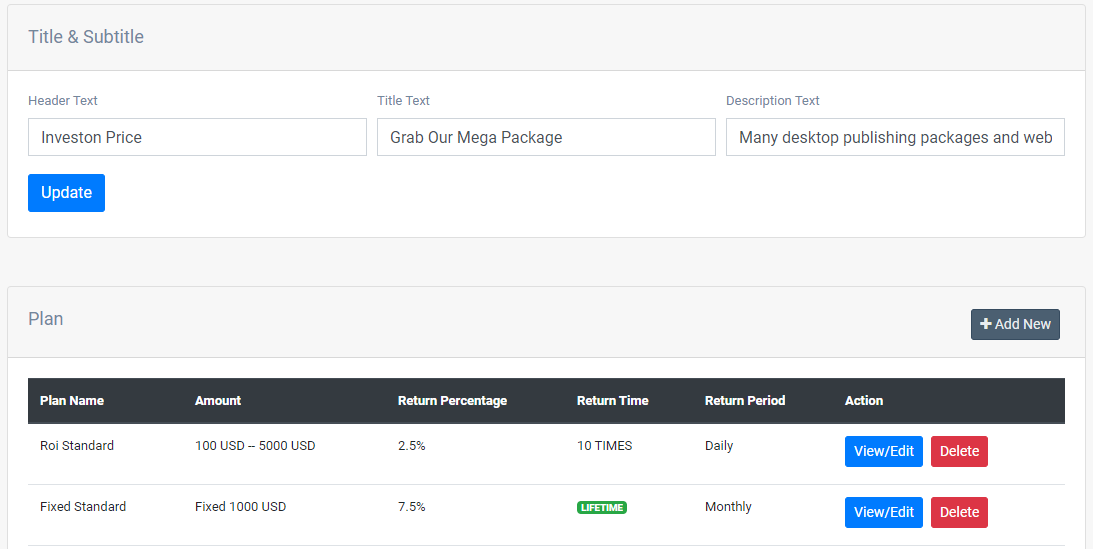 Title & Subtitle
Header Text Title Text Description Text
Investon Price Grab Our Mega Package Many desktop publishing packages and web
Update
Plan
Add New
Plan Name Amount Return Percentage Return Time Return Period Action
Roi Standard 100 USD -- 5000 USD 2.5% 10 TIMES Daily View/Edit Delete
Fixed Standard Fixed 1000 USD 7.5% LIFETIME Monthly View/Edit Delete